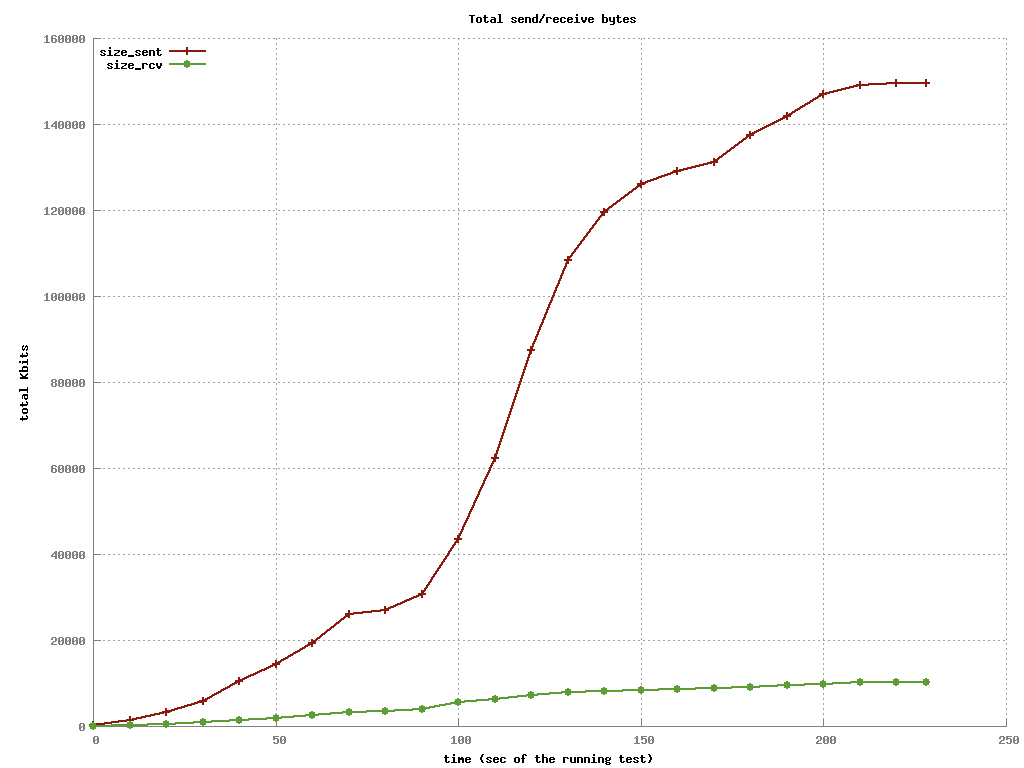 Total send/receive bytes
size_sent
size_rcv
160000
140000
120000
100000
80000
60000
40000
20000
0
total Kbits
0 50 100 150 200 250
time (sec of the running test)